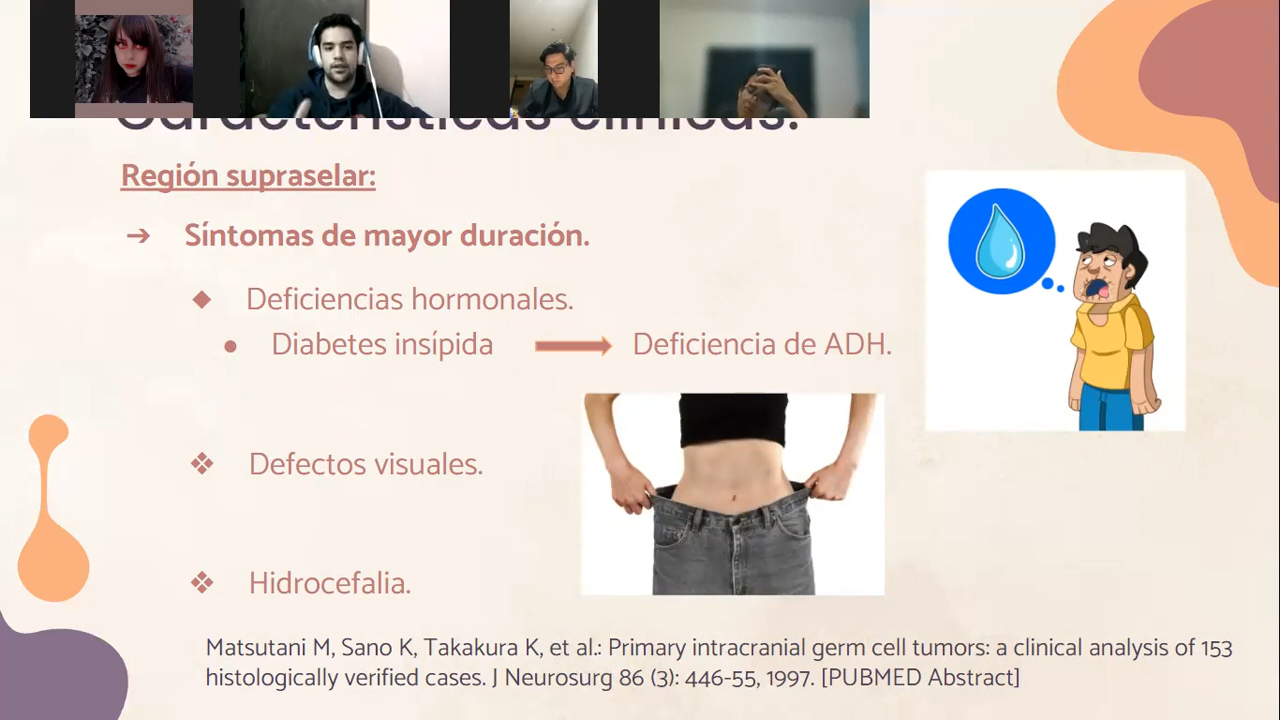 Características clínicas.
Región supraselar:
➔ Síntomas de mayor duración.
◆ Deficiencias hormonales.
● Diabetes insípida Deficiencia de ADH.
❖ Defectos visuales.
❖ Hidrocefalia.
Matsutani M, Sano K, Takakura K, et al.: Primary intracranial germ cell tumors: a clinical analysis of 153
histologically verified cases. J Neurosurg 86 (3): 446-55, 1997. [PUBMED Abstract]